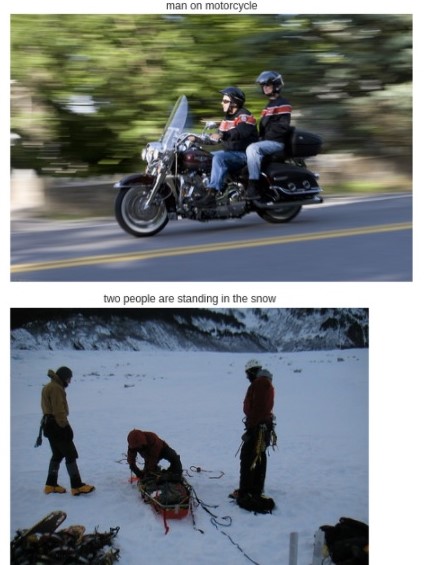 man on motorcycle
two people are standing in the snow